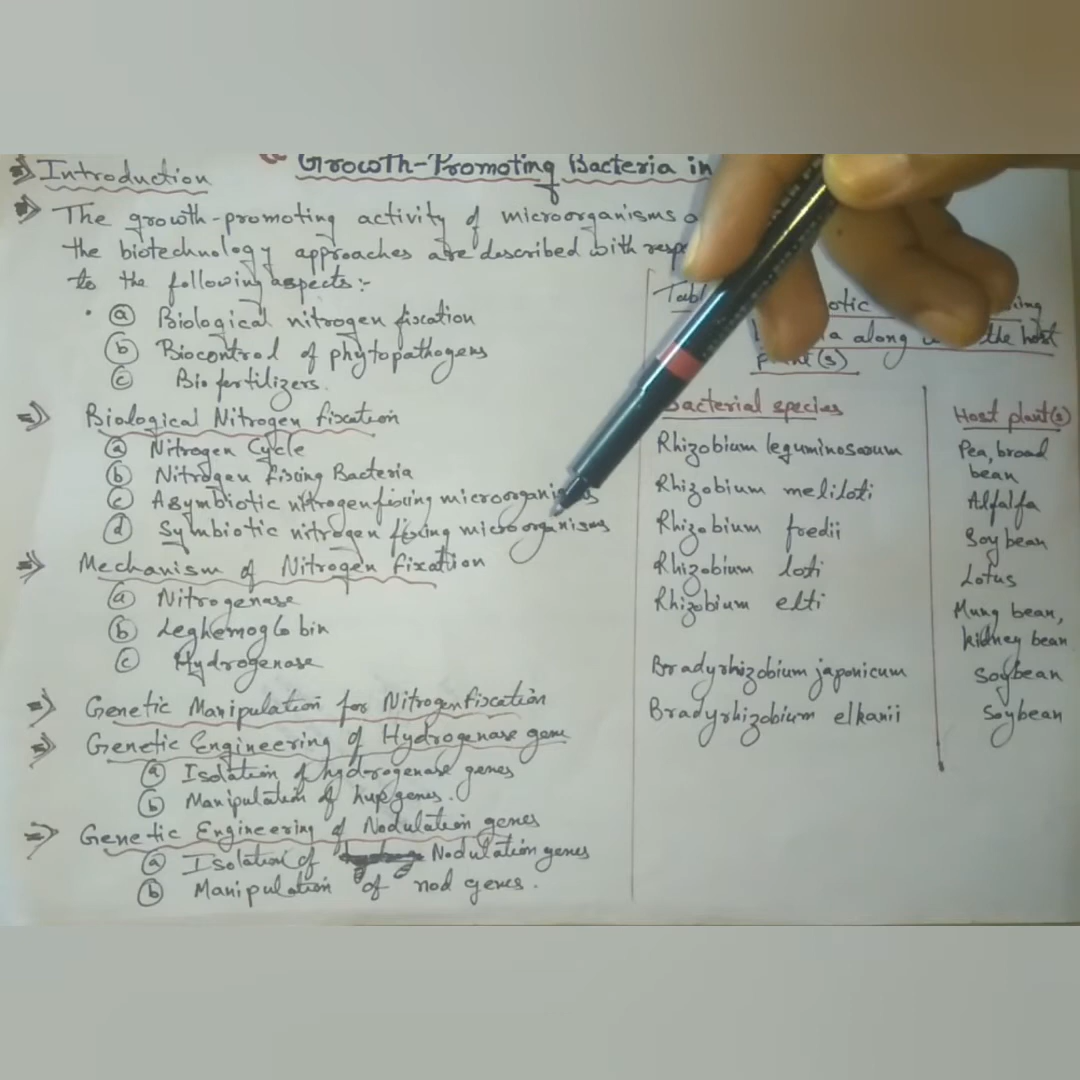 Growth-Promoting Bacteria in
⇒ Introduction
⇒ The growth-promoting activity of microorganisms
the biotechnology approaches are described with
to the following aspects:-
ⓐ Biological nitrogen fixcation
ⓑ Biocontrol of phytopathogens
ⓒ Bio fertilizers.
⇒ Biological Nitrogen fixation
ⓐ Nitrogen Cycle
ⓑ Nitrogen fixing Bacteria
ⓒ Asymbiotic nitrogen fixing
ⓓ Symbiotic nitrogen fixing microorganisms
⇒ Mechanism of Nitrogen fixation
ⓐ Nitrogenase
ⓑ Leghemoglobin
ⓒ Hydrogenase
⇒ Genetic Manipulation for Nitrogen fixcation
⇒ Genetic Engineering of Hydrogenase gene
ⓐ Isolation of hydrogenase genes
ⓑ Manipulation of hup genes.
⇒ Genetic Engineering of Nodulation genes
ⓐ Isolation of Nodulation genes
ⓑ Manipulation of nod genes.
along the host
Bacterial species Host plant(s)
Rhizobium leguminosarum Pea, broad
bean
Rhizobium meliloti Alfalfa
Rhizobium fredii Soybean
Rhizobium loti Lotus
Rhizobium elti Mung bean,
kidney bean
Bradyrhizobium japonicum Soybean
Bradyrhizobium elkanii Soybean